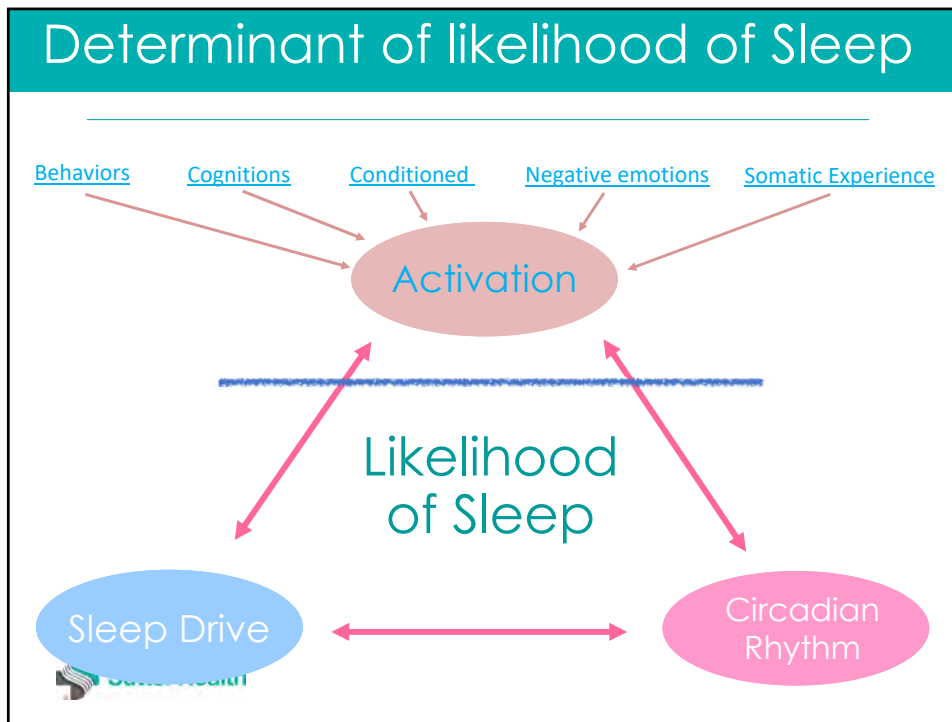 Determinant of likelihood of Sleep
Behaviors Cognitions Conditioned Negative emotions Somatic Experience
Activation
Likelihood
of Sleep
Sleep Drive
Circadian
Rhythm